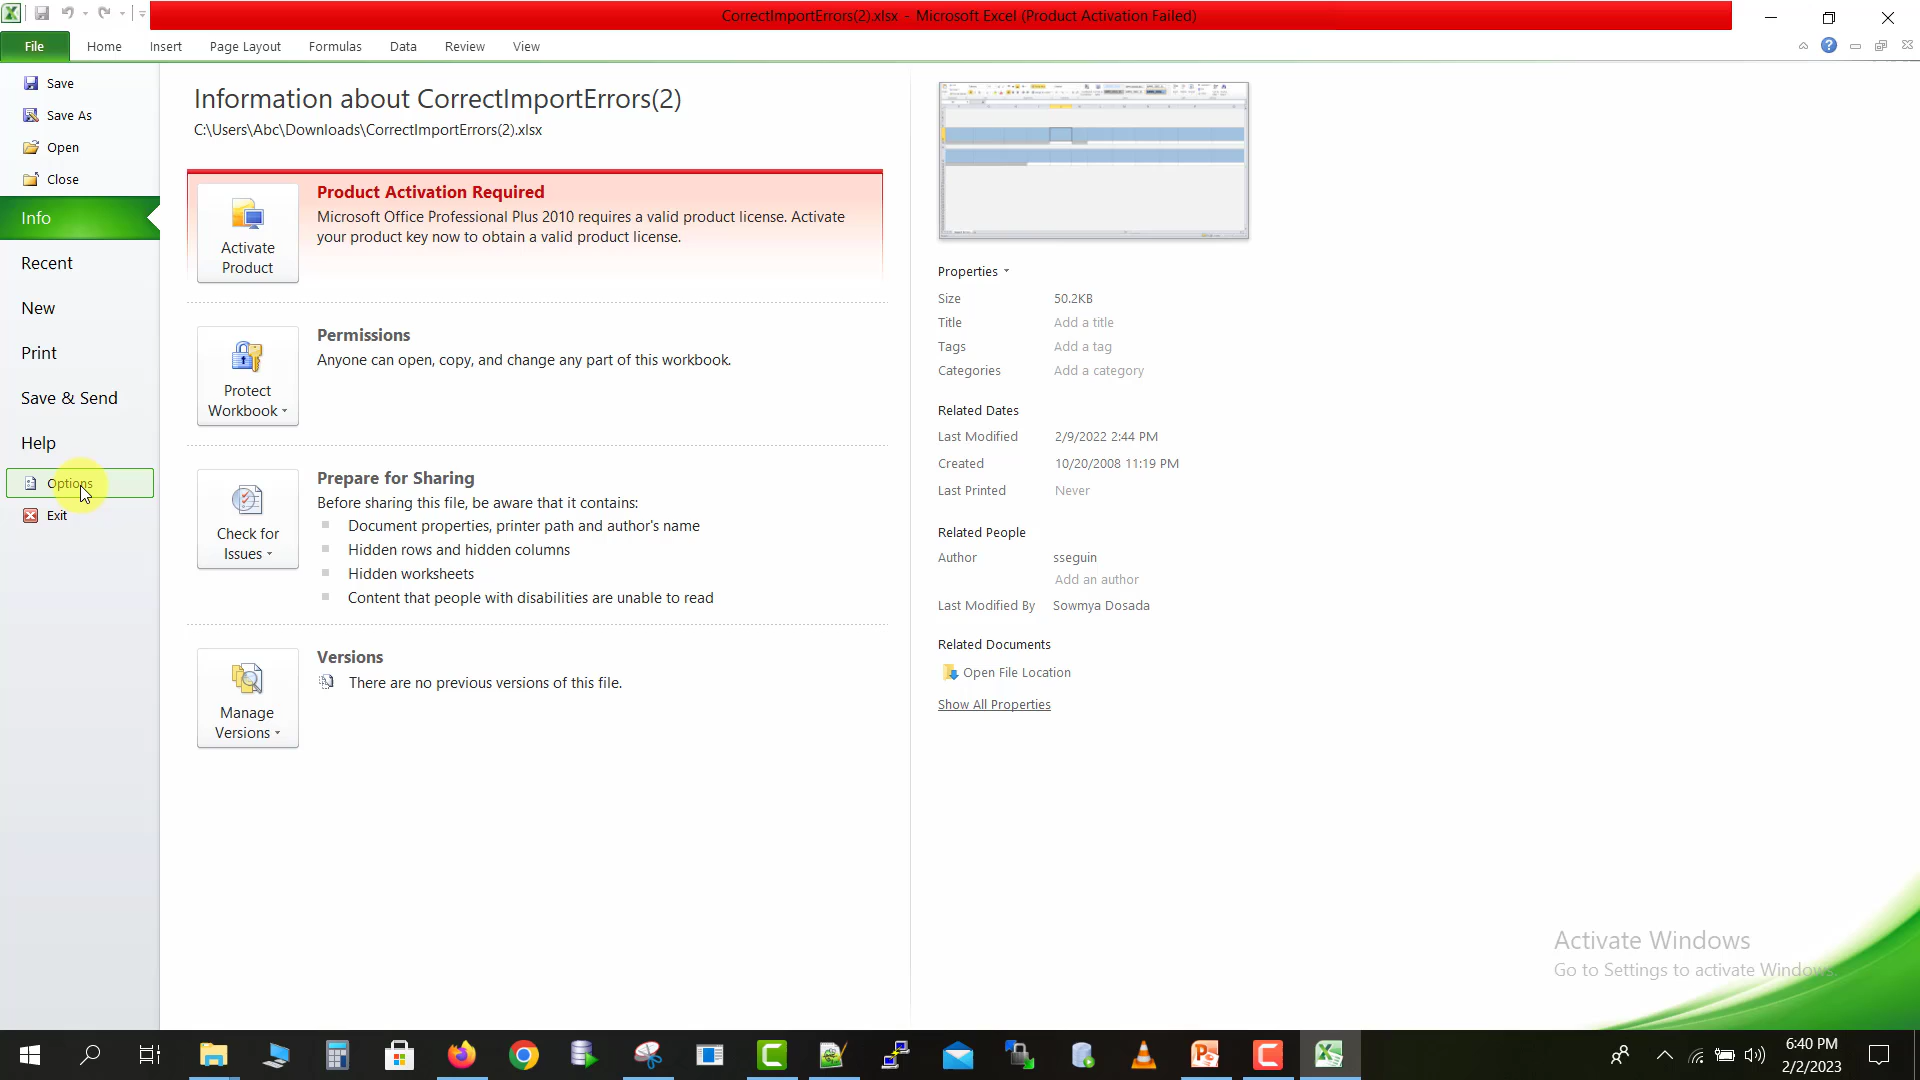 CorrectImportErrors(2).xlsx - Microsoft Excel (Product Activation Failed)
File Home Insert Page Layout Formulas Data Review View
Save
Save As
Open
Close
Info
Recent
New
Print
Save & Send
Help
Options
Exit
Information about CorrectImportErrors(2)
C:\Users\Abc\Downloads\CorrectImportErrors(2).xlsx
Activate
Product
Product Activation Required
Microsoft Office Professional Plus 2010 requires a valid product license. Activate
your product key now to obtain a valid product license.
Protect
Workbook
Permissions
Anyone can open, copy, and change any part of this workbook.
Check for
Issues
Prepare for Sharing
Before sharing this file, be aware that it contains:
Document properties, printer path and author's name
Hidden rows and hidden columns
Hidden worksheets
Content that people with disabilities are unable to read
Manage
Versions
Versions
There are no previous versions of this file.
Properties
Size 50.2KB
Title Add a title
Tags Add a tag
Categories Add a category
Related Dates
Last Modified 2/9/2022 2:44 PM
Created 10/20/2008 11:19 PM
Last Printed Never
Related People
Author sseguin
Add an author
Last Modified By Sowmya Dosada
Related Documents
Open File Location
Show All Properties
Activate Windows
Go to Settings to activate Windows.
6:40 PM
2/2/2023